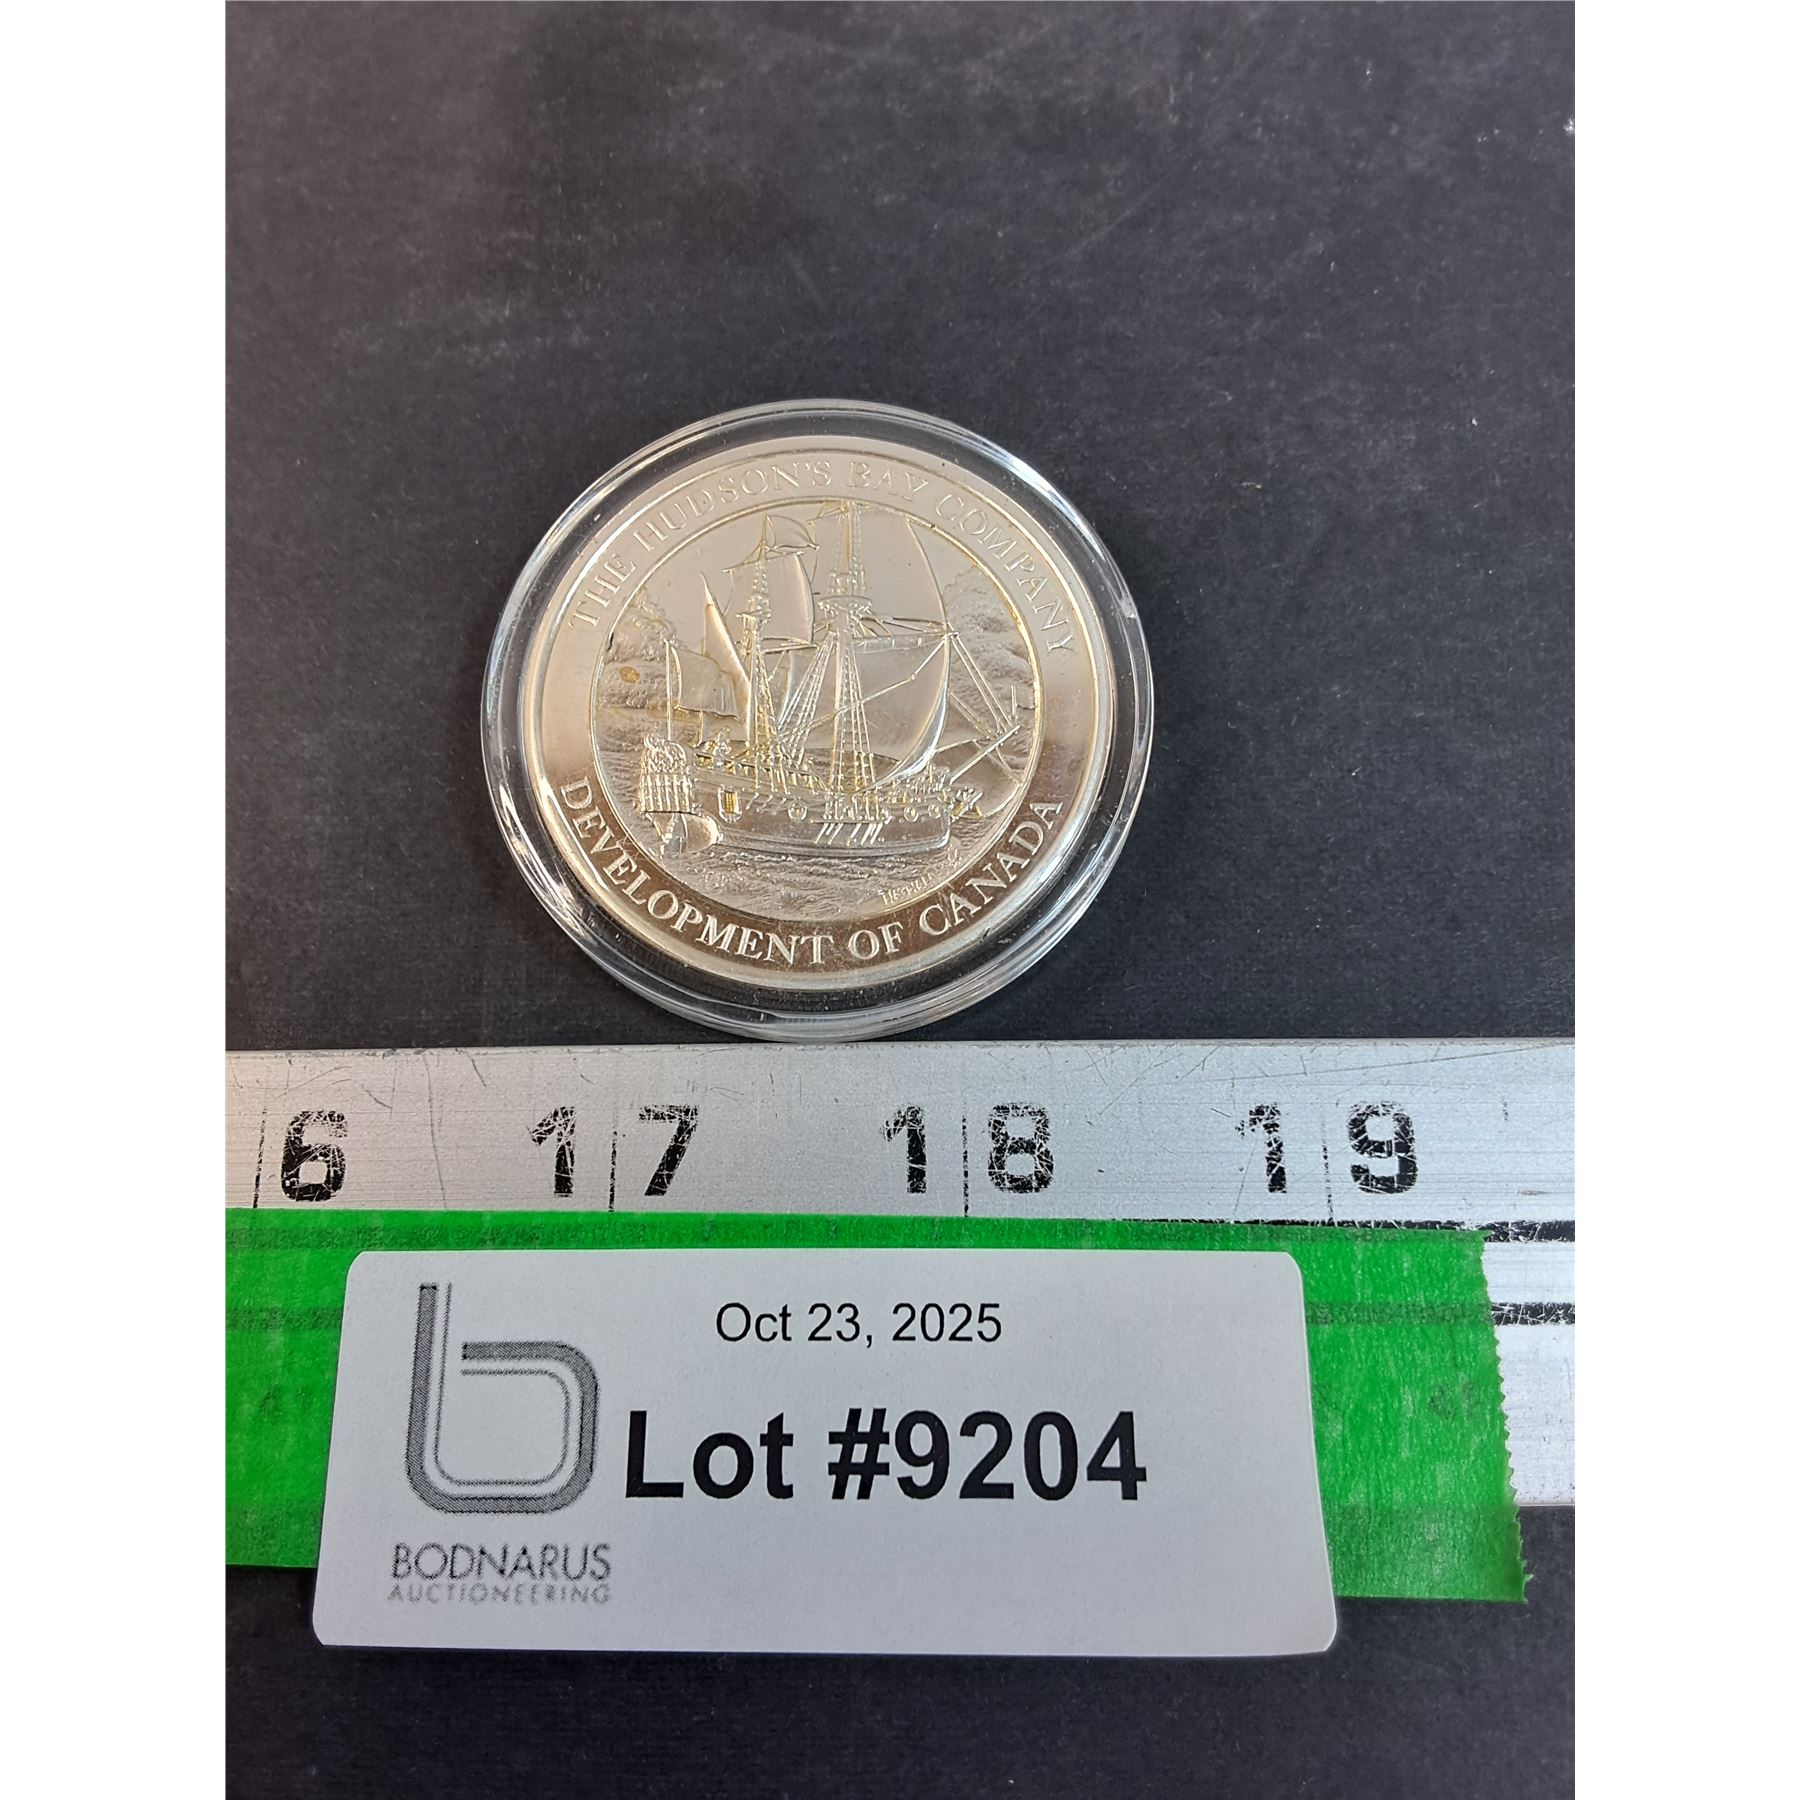 THE HUDSON'S BAY COMPANY
DEVELOPMENT OF CANADA
6 17 18 19
Oct 23, 2025
Lot #9204
BODNARUS
AUCTIONEERING